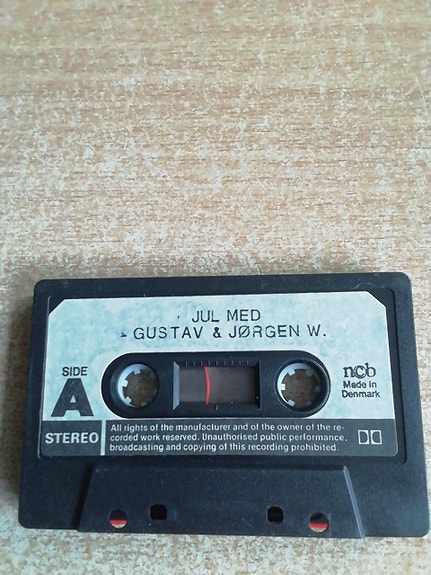 JUL MED
GUSTAV & JØRGEN W.
SIDE
A
ncb
Made in
Denmark
STEREO
All rights of the manufacturer and of the owner of the re-
corded work reserved. Unauthorised public performance,
broadcasting and copying of this recording prohibited.